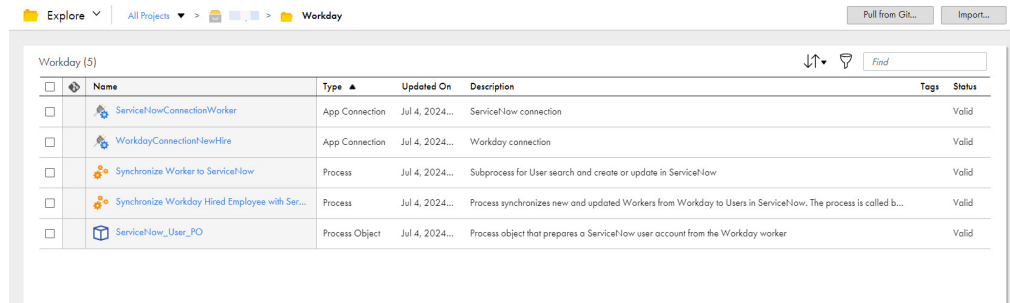 Explore All Projects > > Workday Pull from Git... Import...
Workday (5) Find
Name Type Updated On Description Tags Status
ServiceNowConnectionWorker App Connection Jul 4, 2024... ServiceNow connection Valid
WorkdayConnectionNewHire App Connection Jul 4, 2024... Workday connection Valid
Synchronize Worker to ServiceNow Process Jul 4, 2024... Subprocess for User search and create or update in ServiceNow Valid
Synchronize Workday Hired Employee with Ser... Process Jul 4, 2024... Process synchronizes new and updated Workers from Workday to Users in ServiceNow. The process is called b... Valid
ServiceNow_User_PO Process Object Jul 4, 2024... Process object that prepares a ServiceNow user account from the Workday worker Valid